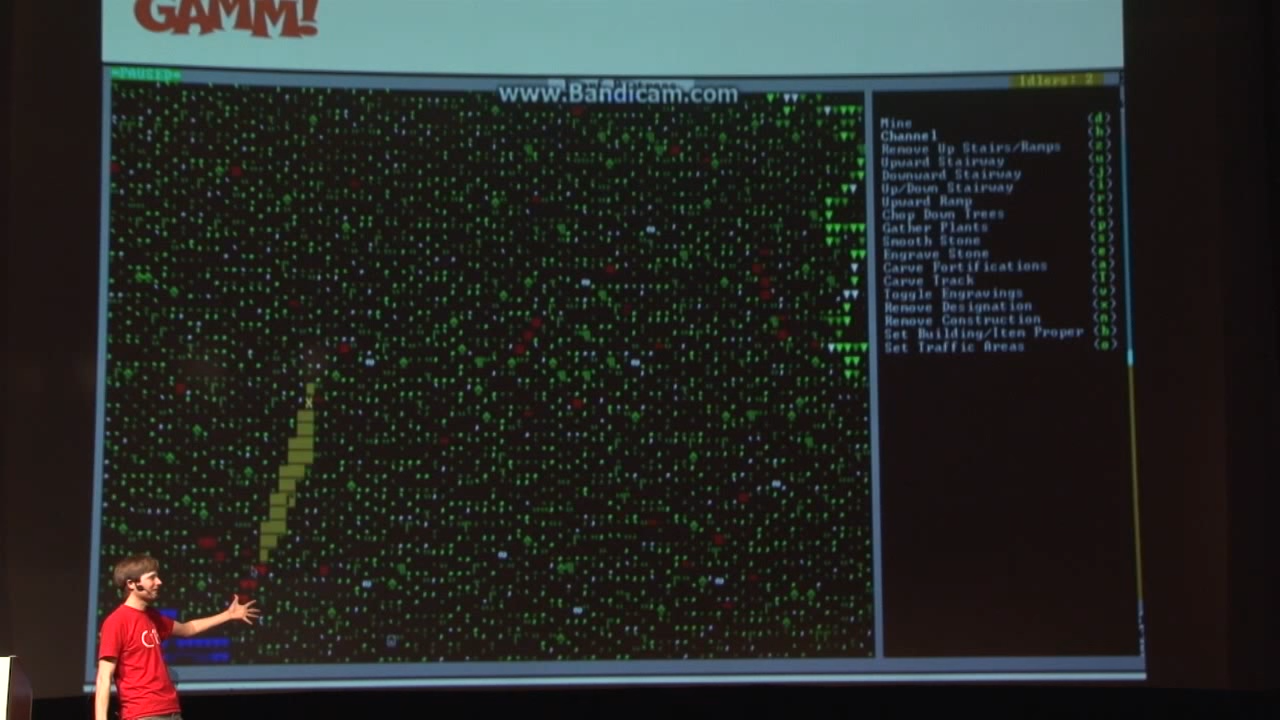 GAMM!
*PAUSED*
www.Bandicam.com
Idlers: 2
Mine
Channel
Remove Up Stairs/Ramps
Upward Stairway
Downward Stairway
Up/Down Stairway
Upward Ramp
Chop Down Trees
Gather Plants
Smooth Stone
Engrave Stone
Carve Fortifications
Carve Track
Toggle Engravings
Remove Designation
Remove Construction
Set Building/Item Proper
Set Traffic Areas